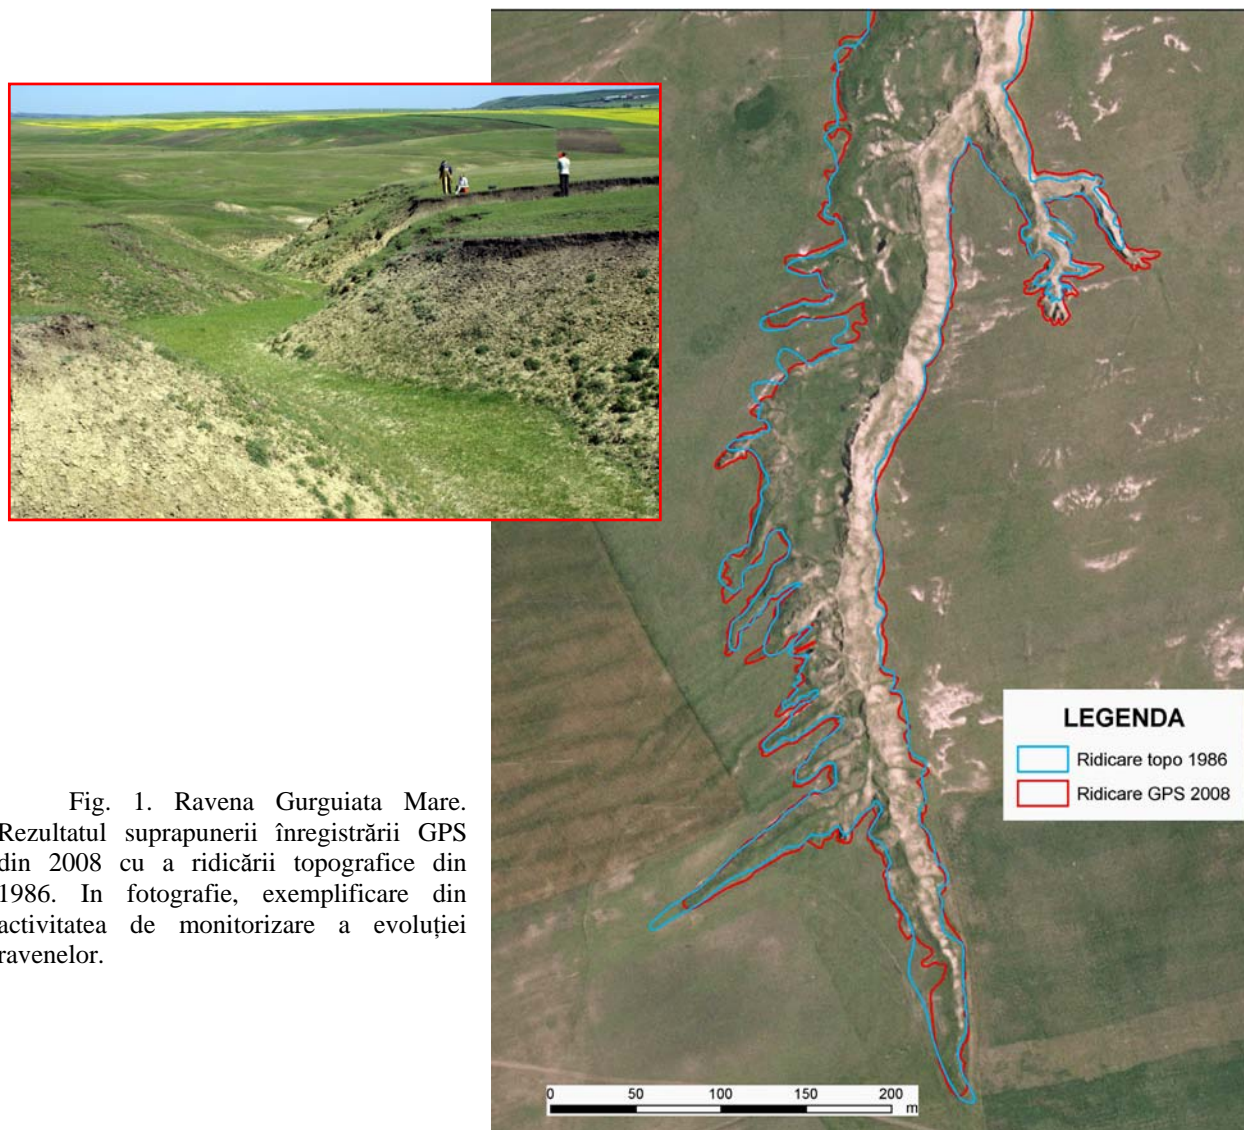 LEGENDA
Ridicare topo 1986
Ridicare GPS 2008
Fig. 1. Ravena Gurguiata Mare.
Rezultatul suprapunerii înregistrării GPS
din 2008 cu a ridicării topografice din
1986. In fotografie, exemplificare din
activitatea de monitorizare a evoluției
ravenelor.
0 50 100 150 200
m